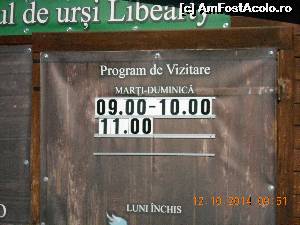 (c) AmFostAcolo.ro
ul de urși Libearty
Program de Vizitare
MARȚI-DUMINICĂ
09.00-10.00
11.00
LUNI ÎNCHIS
12 10 2014 09 51